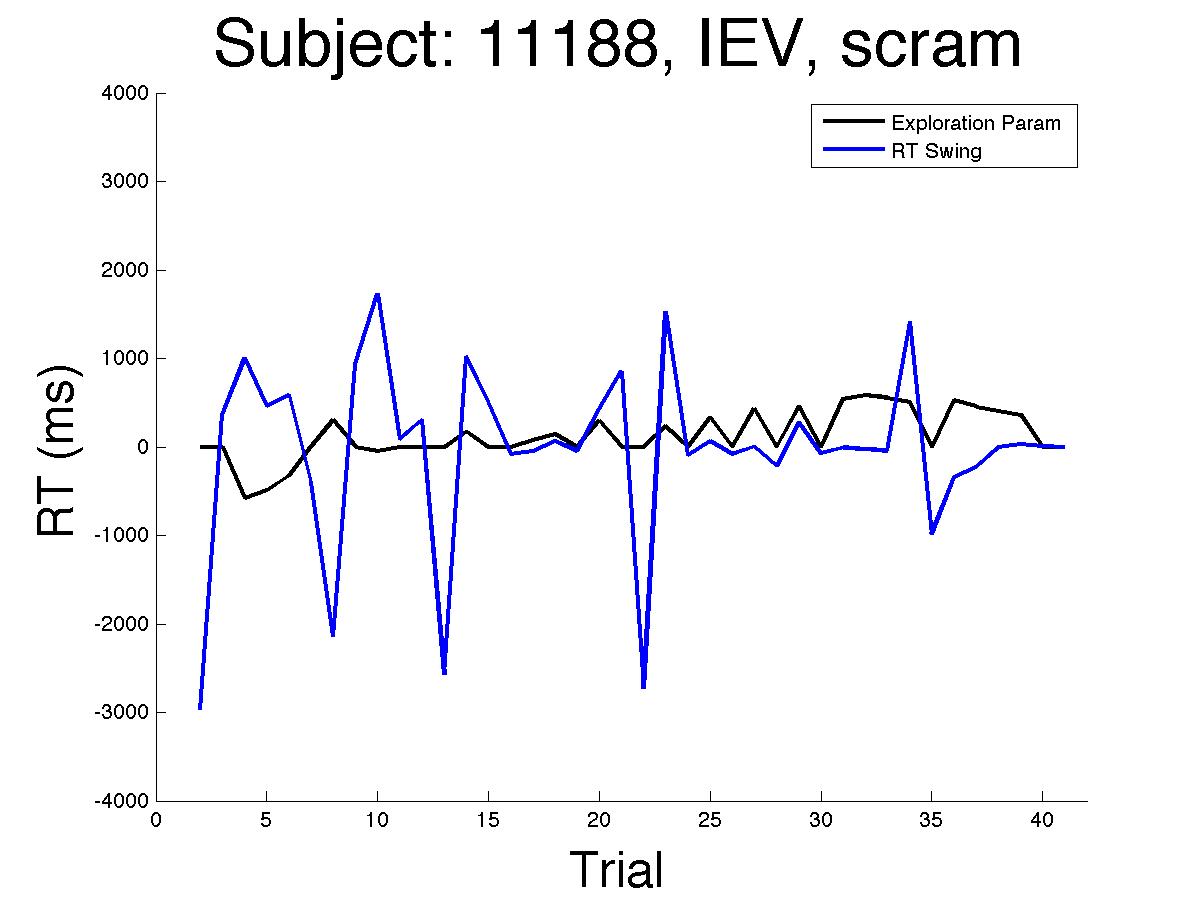 Subject: 11188, IEV, scram
Exploration Param
RT Swing
4000
3000
2000
1000
0
-1000
-2000
-3000
-4000
RT (ms)
0 5 10 15 20 25 30 35 40
Trial